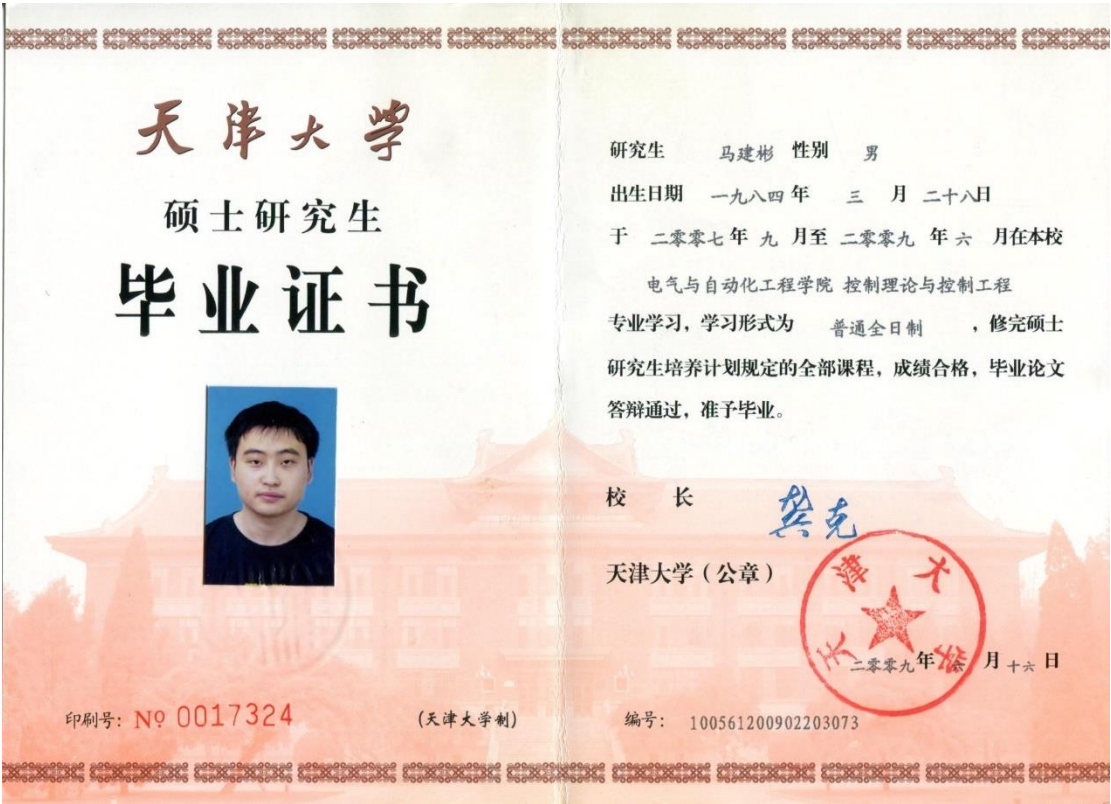 天津大学
硕士研究生
毕业证书
印刷号：№ 0017324
（天津大学制）
研究生 马建彬 性别 男
出生日期 一九八四年 三 月 二十八日
于 二零零七年 九 月至 二零零九 年 六 月在本校
电气与自动化工程学院 控制理论与控制工程
专业学习，学习形式为 普通全日制 ，修完硕士
研究生培养计划规定的全部课程，成绩合格，毕业论文
答辩通过，准予毕业。
校 长 龚克
天津大学（公章）
天津大学
二零零九年 六 月 十六 日
编号： 100561200902203073